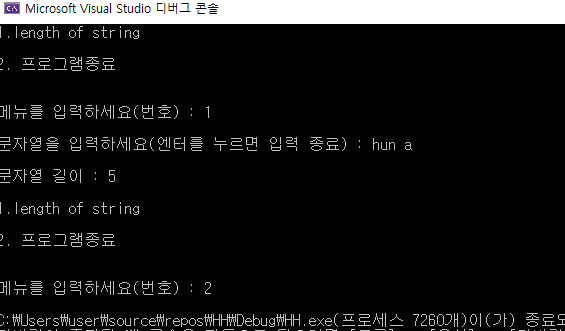 Microsoft Visual Studio 디버그 콘솔
1.length of string
2. 프로그램종료
메뉴를 입력하세요(번호) : 1
문자열을 입력하세요(엔터를 누르면 입력 종료) : hun a
문자열 길이 : 5
1.length of string
2. 프로그램종료
메뉴를 입력하세요(번호) : 2
C:\Users\user\source\repos\HH\Debug\HH.exe(프로세스 7260개)이(가) 종료